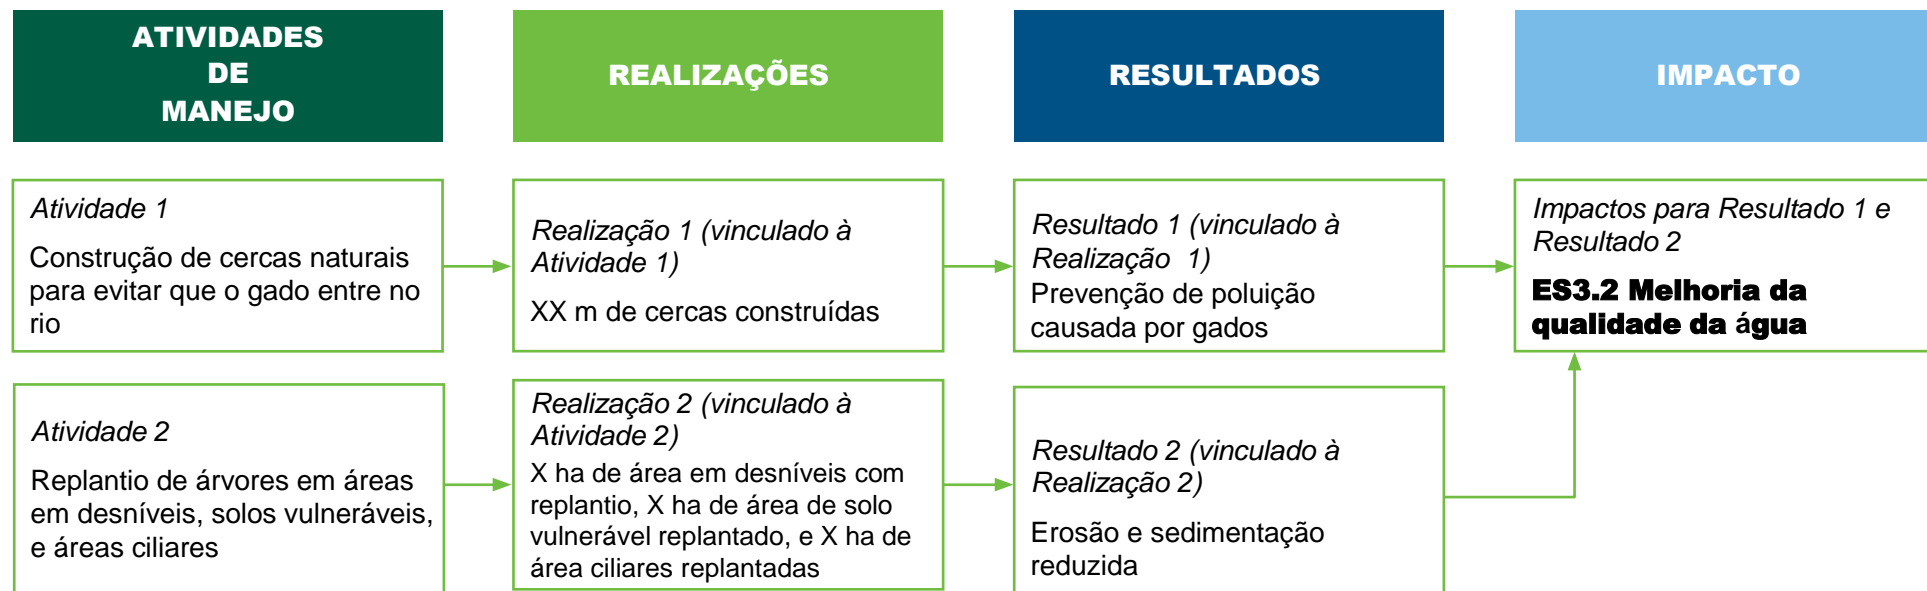 ATIVIDADES
DE
MANEJO
REALIZAÇÕES
RESULTADOS
IMPACTO
Atividade 1
Construção de cercas naturais
para evitar que o gado entre no
rio
Realização 1 (vinculado à
Atividade 1)
XX m de cercas construídas
Resultado 1 (vinculado à
Realização 1)
Prevenção de poluição
causada por gados
Impactos para Resultado 1 e
Resultado 2
ES3.2 Melhoria da
qualidade da água
Atividade 2
Replantio de árvores em áreas
em desníveis, solos vulneráveis,
e áreas ciliares
Realização 2 (vinculado à
Atividade 2)
X ha de área em desníveis com
replantio, X ha de área de solo
vulnerável replantado, e X ha de
área ciliares replantadas
Resultado 2 (vinculado à
Realização 2)
Erosão e sedimentação
reduzida